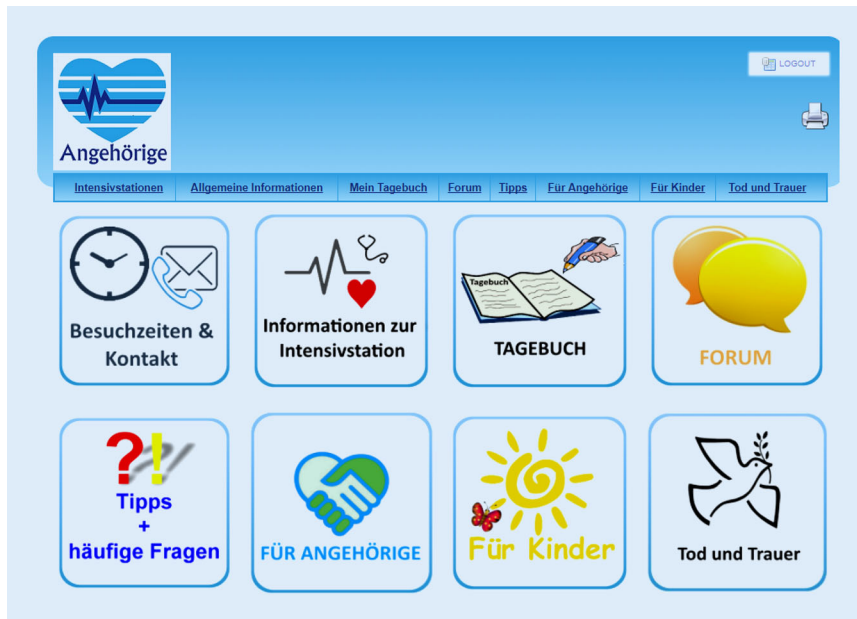 LOGOUT
Angehörige
Intensivstationen Allgemeine Informationen Mein Tagebuch Forum Tipps Für Angehörige Für Kinder Tod und Trauer
Besuchzeiten &
Kontakt
Informationen zur
Intensivstation
Tagebuch
TAGEBUCH
FORUM
?!
Tipps
+
häufige Fragen
FÜR ANGEHÖRIGE
Für Kinder
Tod und Trauer